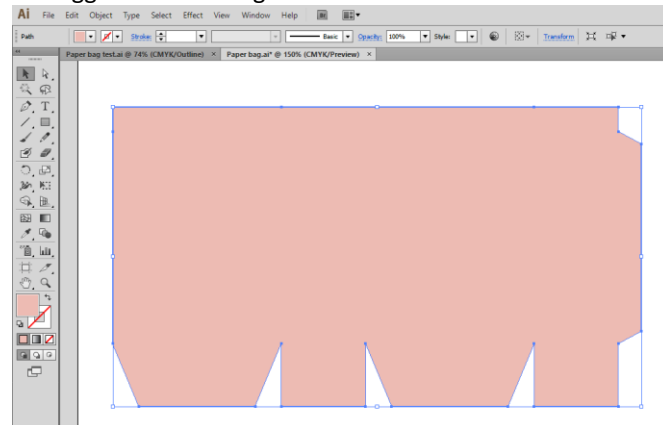 Ai File Edit Object Type Select Effect View Window Help
Path Stroke: Basic Opacity: 100% Style: Transform
Paper bag test.ai @ 74% (CMYK/Outline) × Paper bag.ai* @ 150% (CMYK/Preview) ×